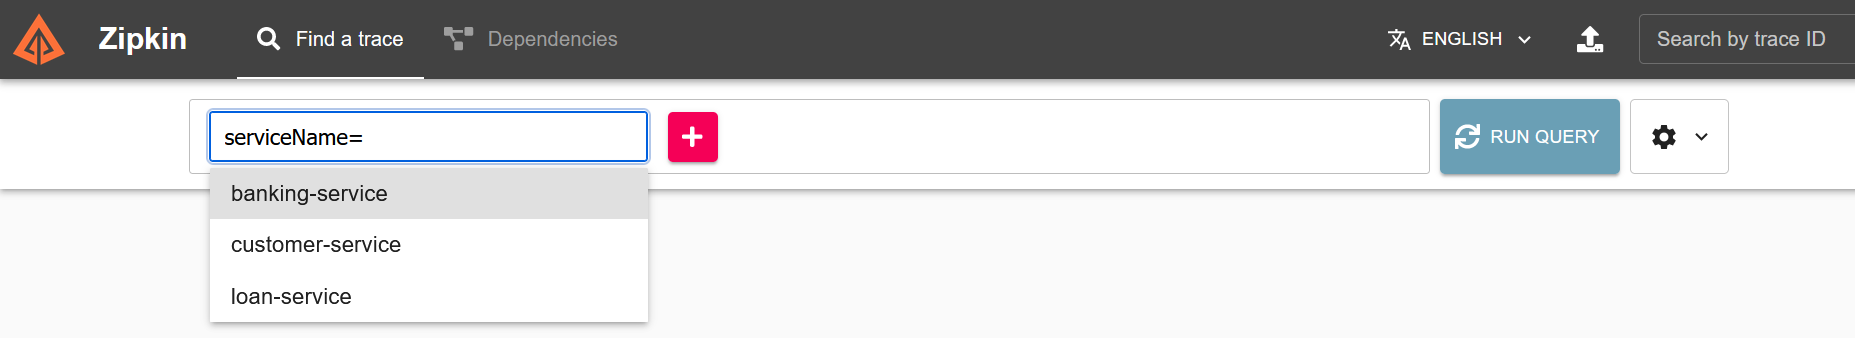 Zipkin
Find a trace
Dependencies
ENGLISH
Search by trace ID
serviceName=
RUN QUERY
banking-service
customer-service
loan-service